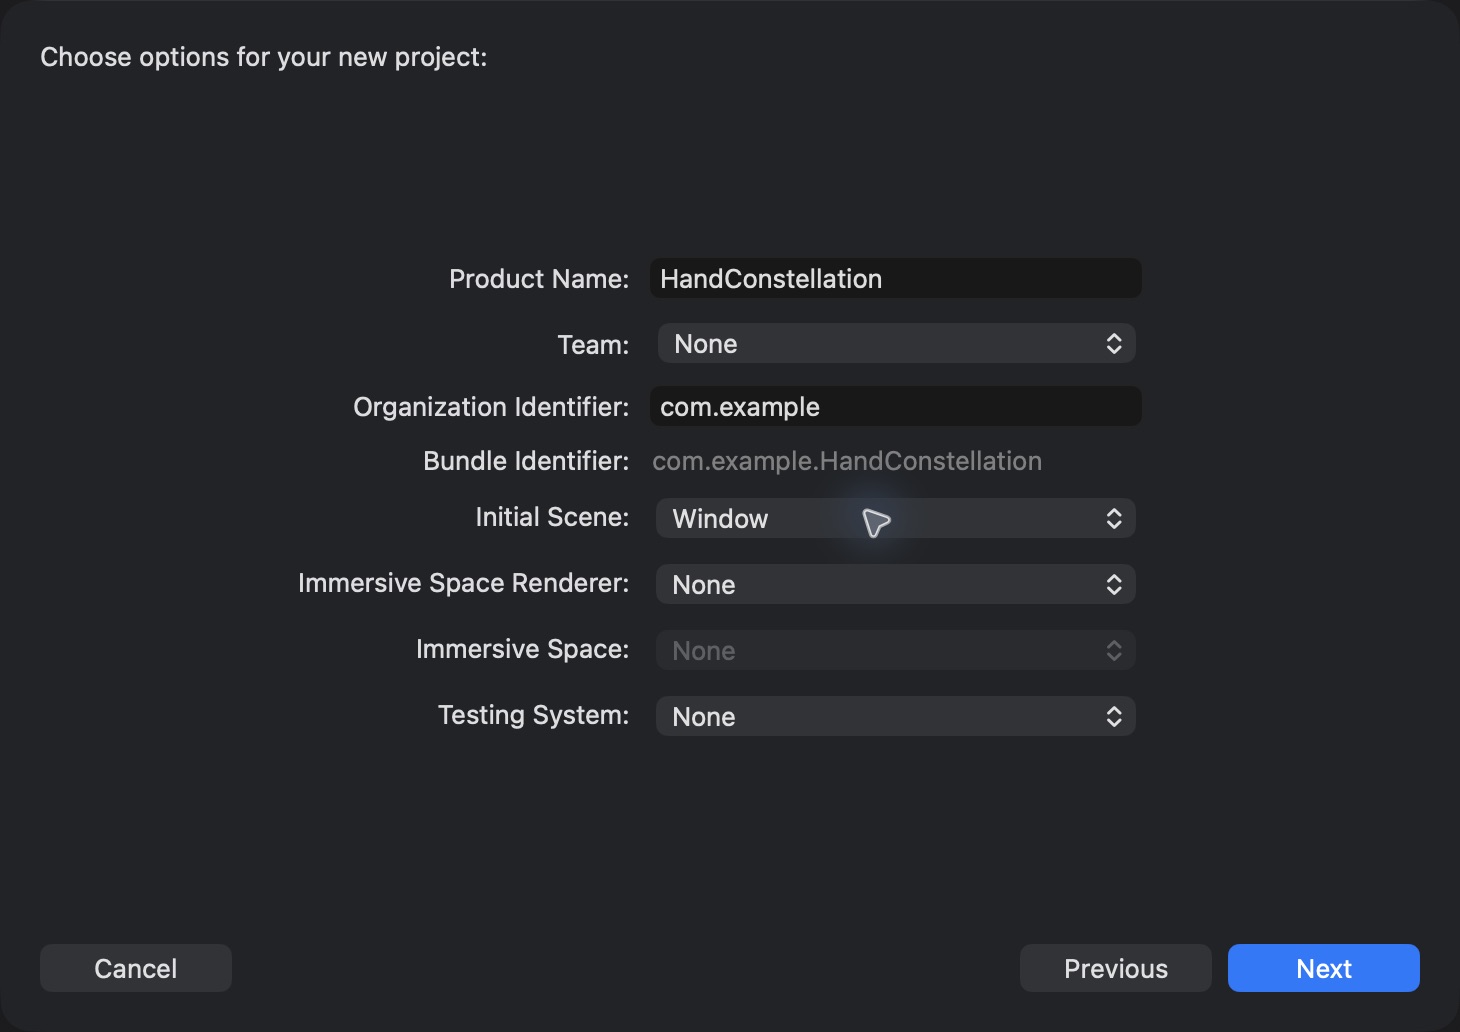 Choose options for your new project:
Product Name: HandConstellation
Team: None
Organization Identifier: com.example
Bundle Identifier: com.example.HandConstellation
Initial Scene: Window
Immersive Space Renderer: None
Immersive Space: None
Testing System: None
Cancel Previous Next